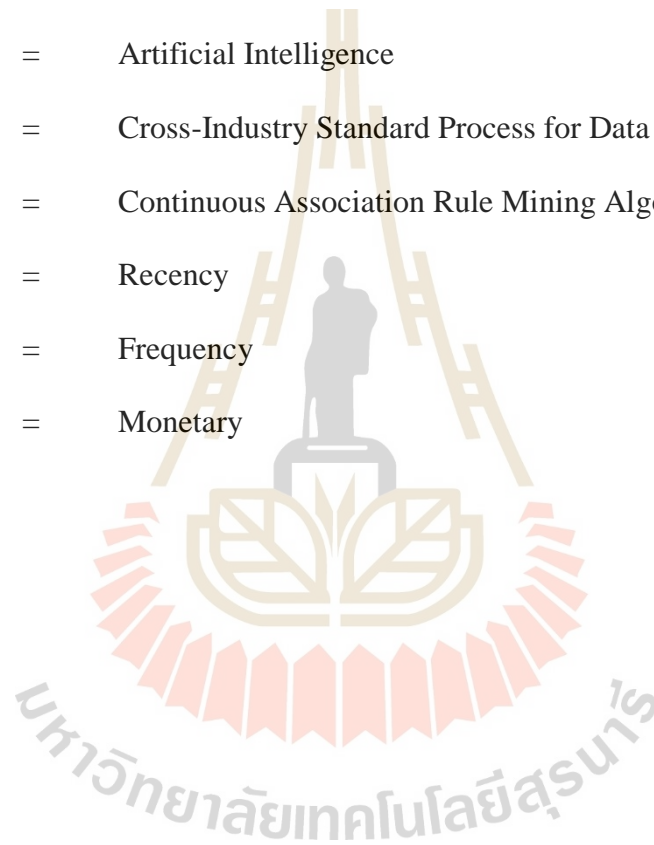 = Artificial Intelligence
= Cross-Industry Standard Process for Data
= Continuous Association Rule Mining
= Recency
= Frequency
= Monetary
มหาวิทยาลัยเทคโนโลยีสุรนารี